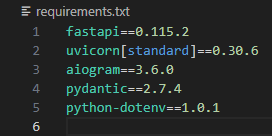 requirements.txt
1 fastapi==0.115.2
2 uvicorn[standard]==0.30.6
3 aiogram==3.6.0
4 pydantic==2.7.4
5 python-dotenv==1.0.1
6